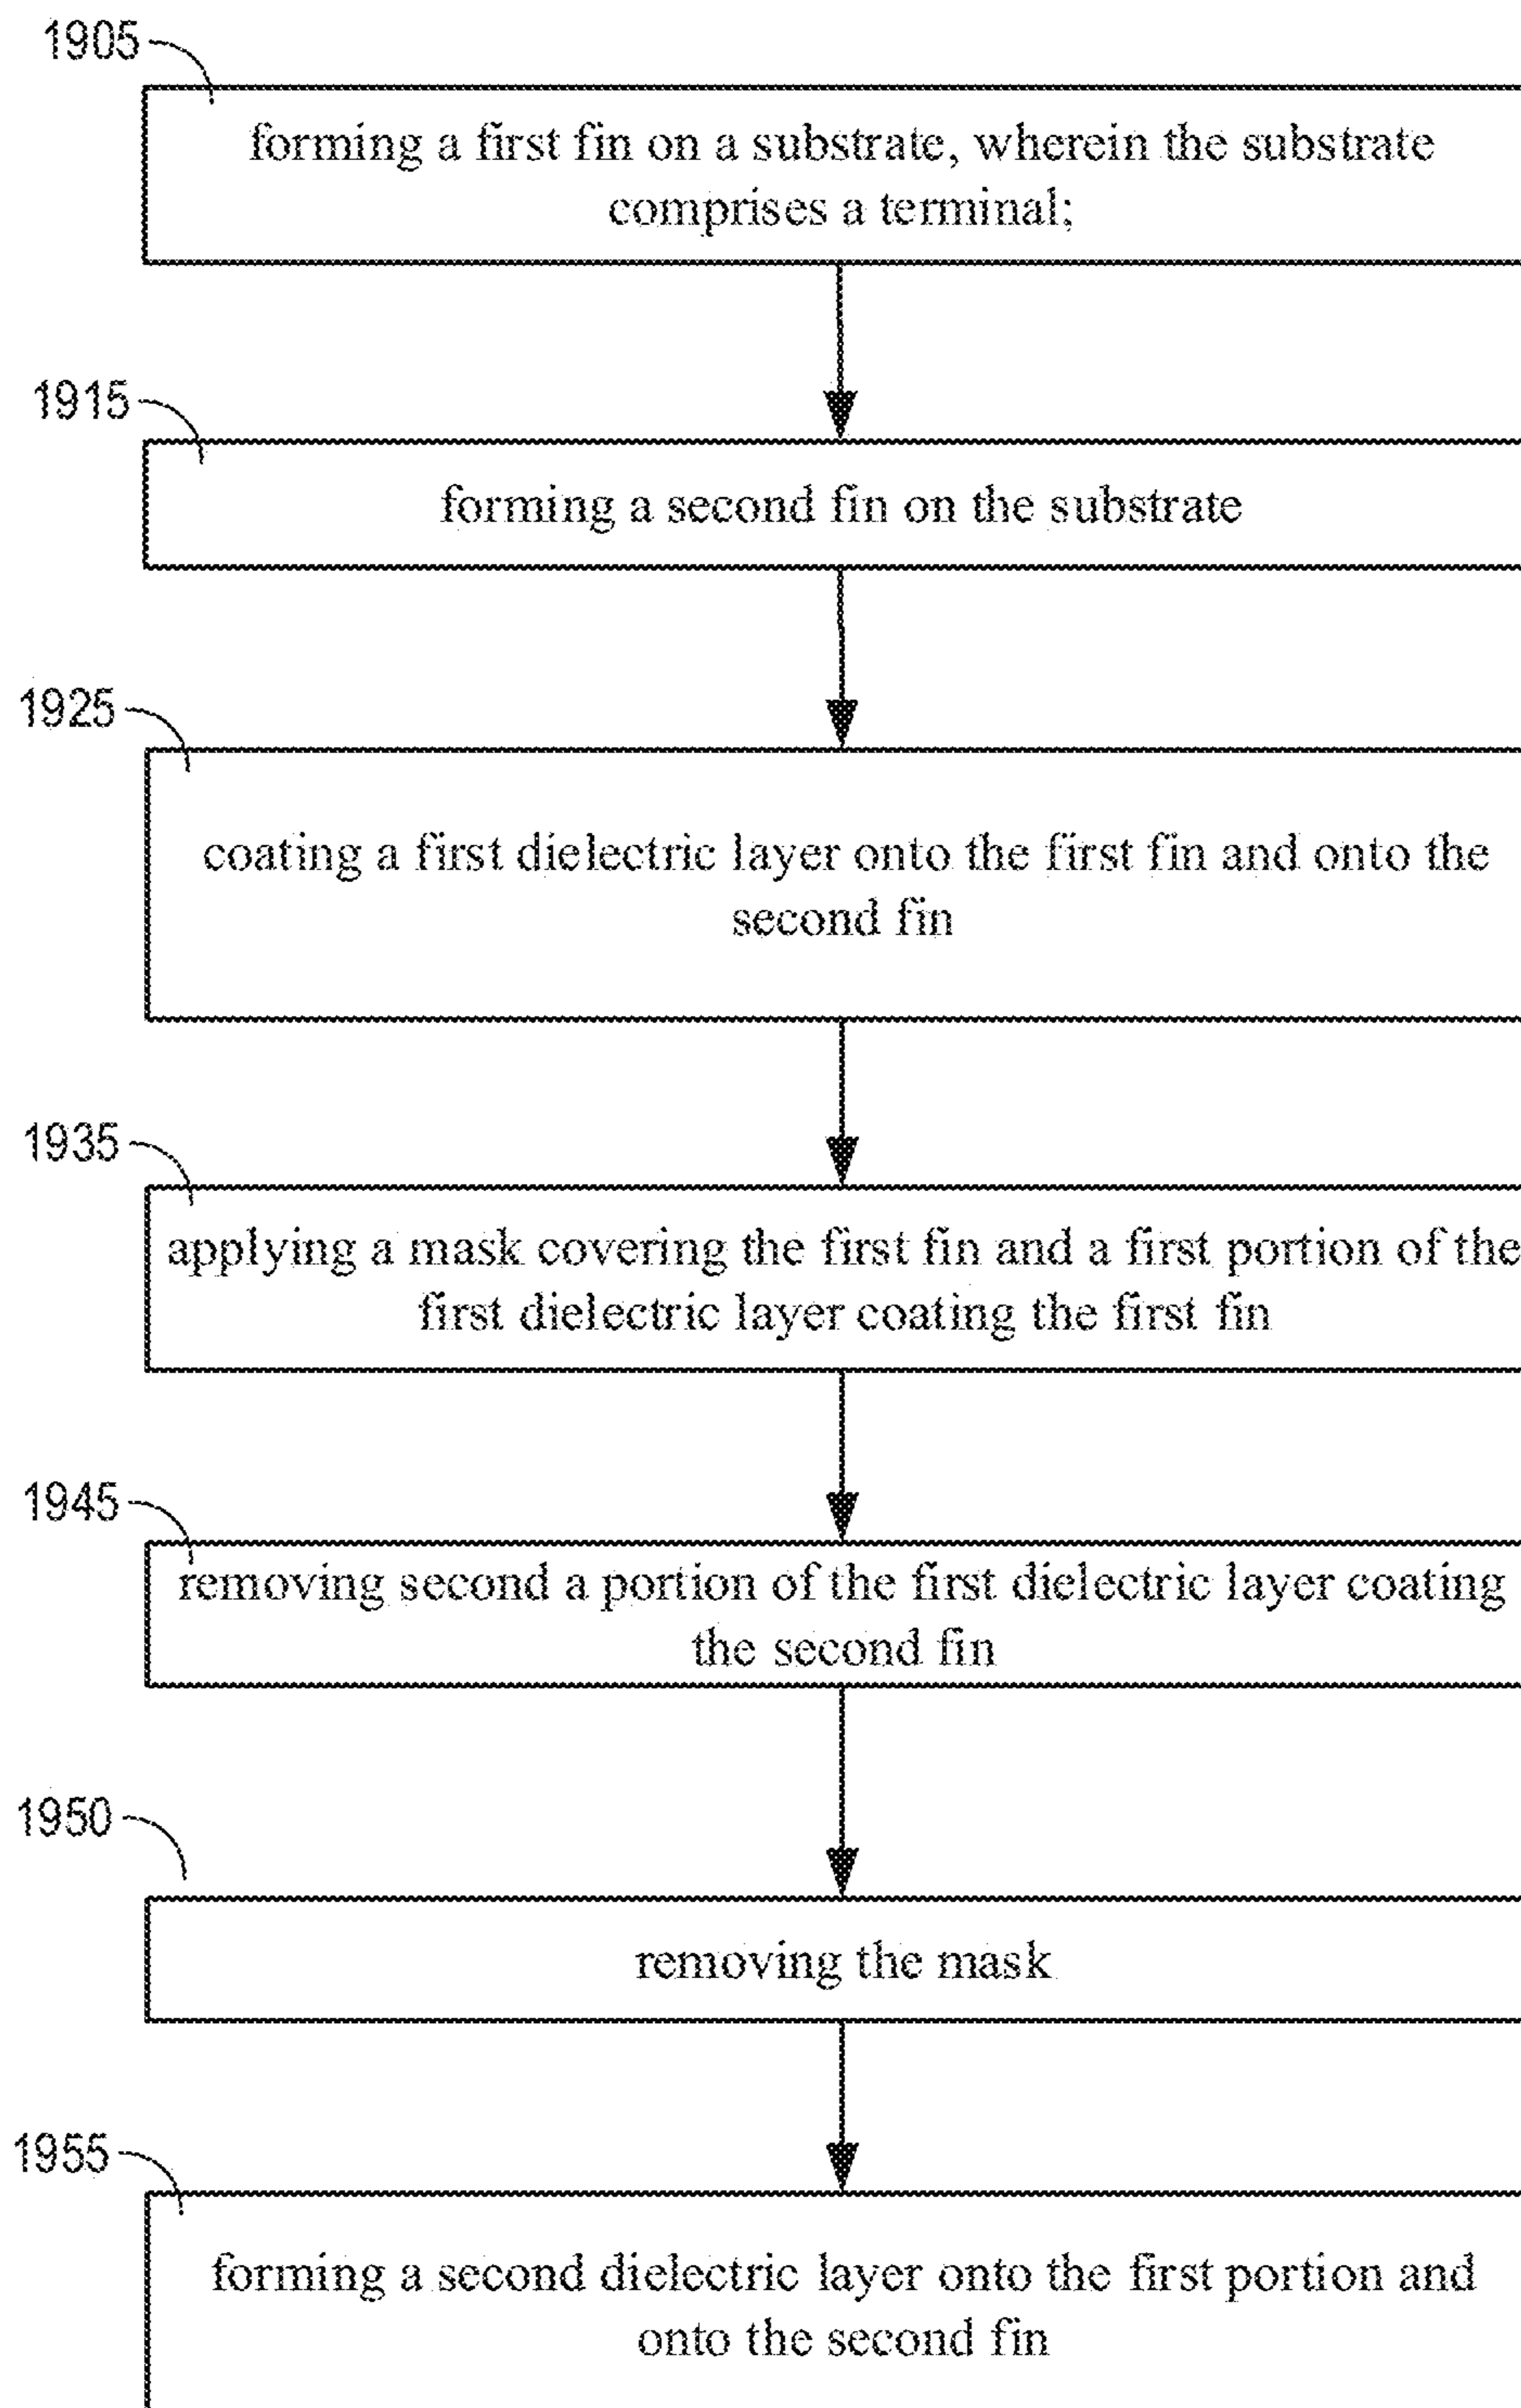 1905
forming a first fin on a substrate, wherein the substrate
comprises a terminal;
1915
forming a second fin on the substrate
1925
coating a first dielectric layer onto the first fin and onto the
second fin
1935
applying a mask covering the first fin and a first portion of the
first dielectric layer coating the first fin
1945
removing second a portion of the first dielectric layer coating
the second fin
1950
removing the mask
1955
forming a second dielectric layer onto the first portion and
onto the second fin